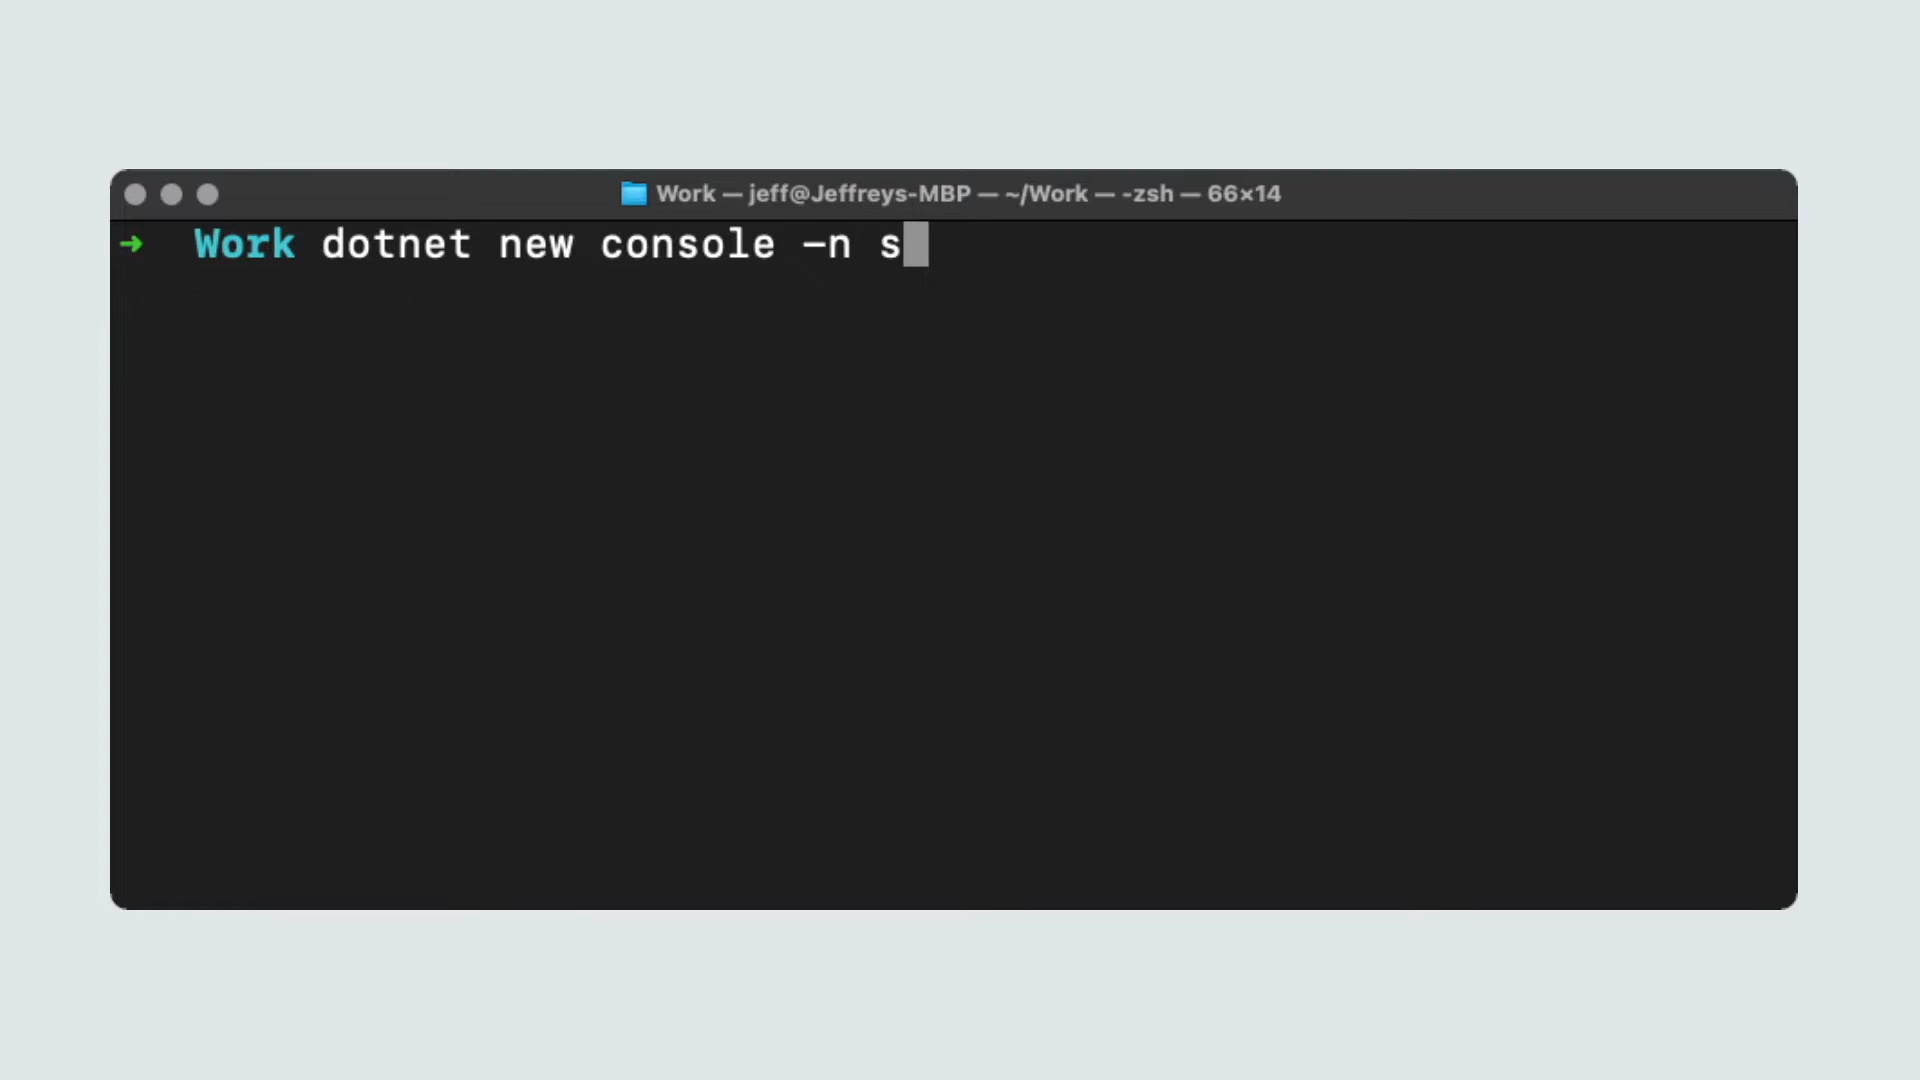 Work — jeff@Jeffreys-MBP — ~/Work — -zsh — 66×14
➜ Work dotnet new console -n s